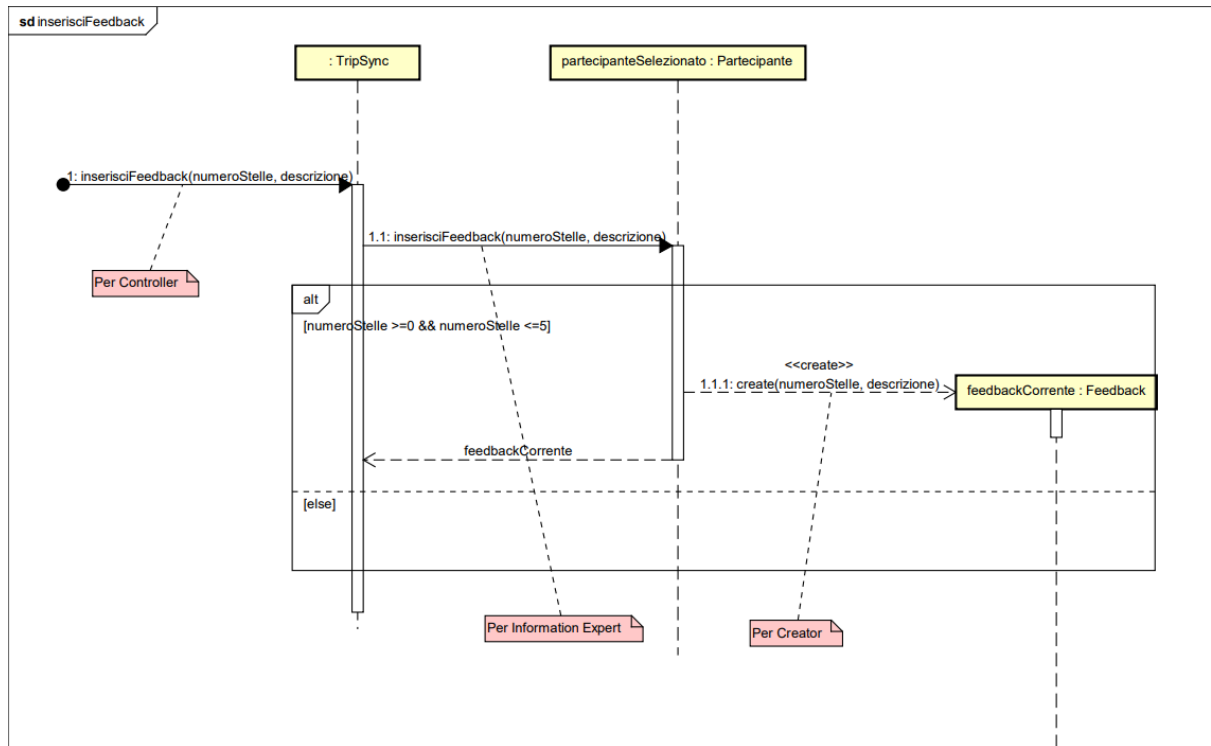 sd inserisciFeedback
: TripSync
partecipanteSelezionato : Partecipante
1: inserisciFeedback(numeroStelle, descrizione)
1.1: inserisciFeedback(numeroStelle, descrizione)
Per Controller
alt
[numeroStelle >=0 && numeroStelle <=5]
<<create>>
1.1.1: create(numeroStelle, descrizione)
feedbackCorrente : Feedback
feedbackCorrente
[else]
Per Information Expert
Per Creator